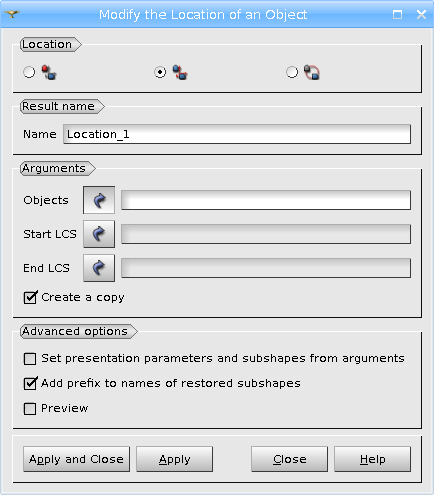 Modify the Location of an Object
Location
Result name
Name Location_1
Arguments
Objects
Start LCS
End LCS
Create a copy
Advanced options
Set presentation parameters and subshapes from arguments
Add prefix to names of restored subshapes
Preview
Apply and Close Apply Close Help